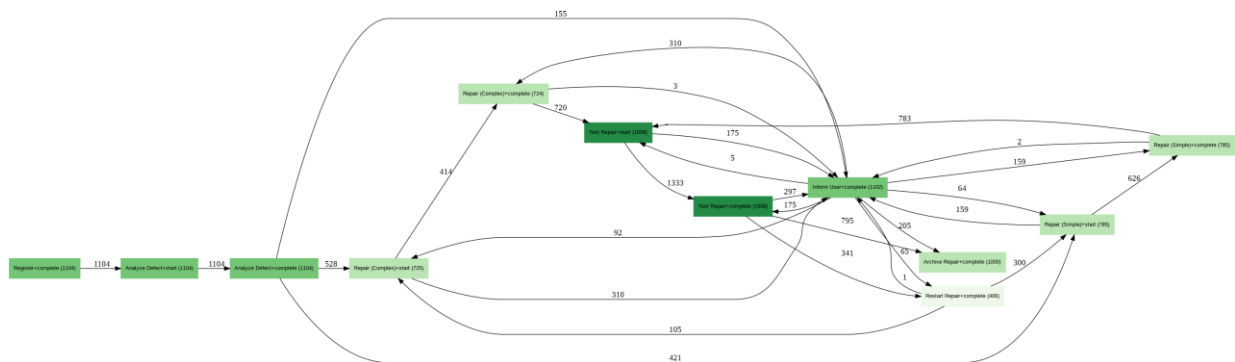 155
310
Repair (Complex)+complete (724)
3
720
783
Test Repair+start (1508)
175
2
Repair (Simple)+complete (785)
5
159
414
1333
626
Inform User+complete (1102)
64
297
175
Test Repair+complete (1508)
159
795
205
Repair (Simple)+start (785)
92
341
65
Archive Repair+complete (1000)
300
Register+complete (1104)
1104
Analyze Defect+start (1104)
1104
Analyze Defect+complete (1104)
528
Repair (Complex)+start (725)
1
310
Restart Repair+complete (406)
105
421